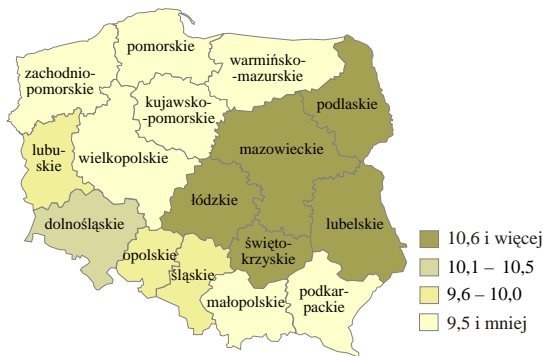 pomorskie
warmińsko-
-mazurskie
zachodnio-
pomorskie
kujawsko-
-pomorskie
podlaskie
lubu-
skie
wielkopolskie
mazowieckie
łódzkie
lubelskie
dolnośląskie
święto-
krzyskie
opolskie
śląskie
małopolskie
podkar-
packie
10,6 i więcej
10,1 – 10,5
9,6 – 10,0
9,5 i mniej